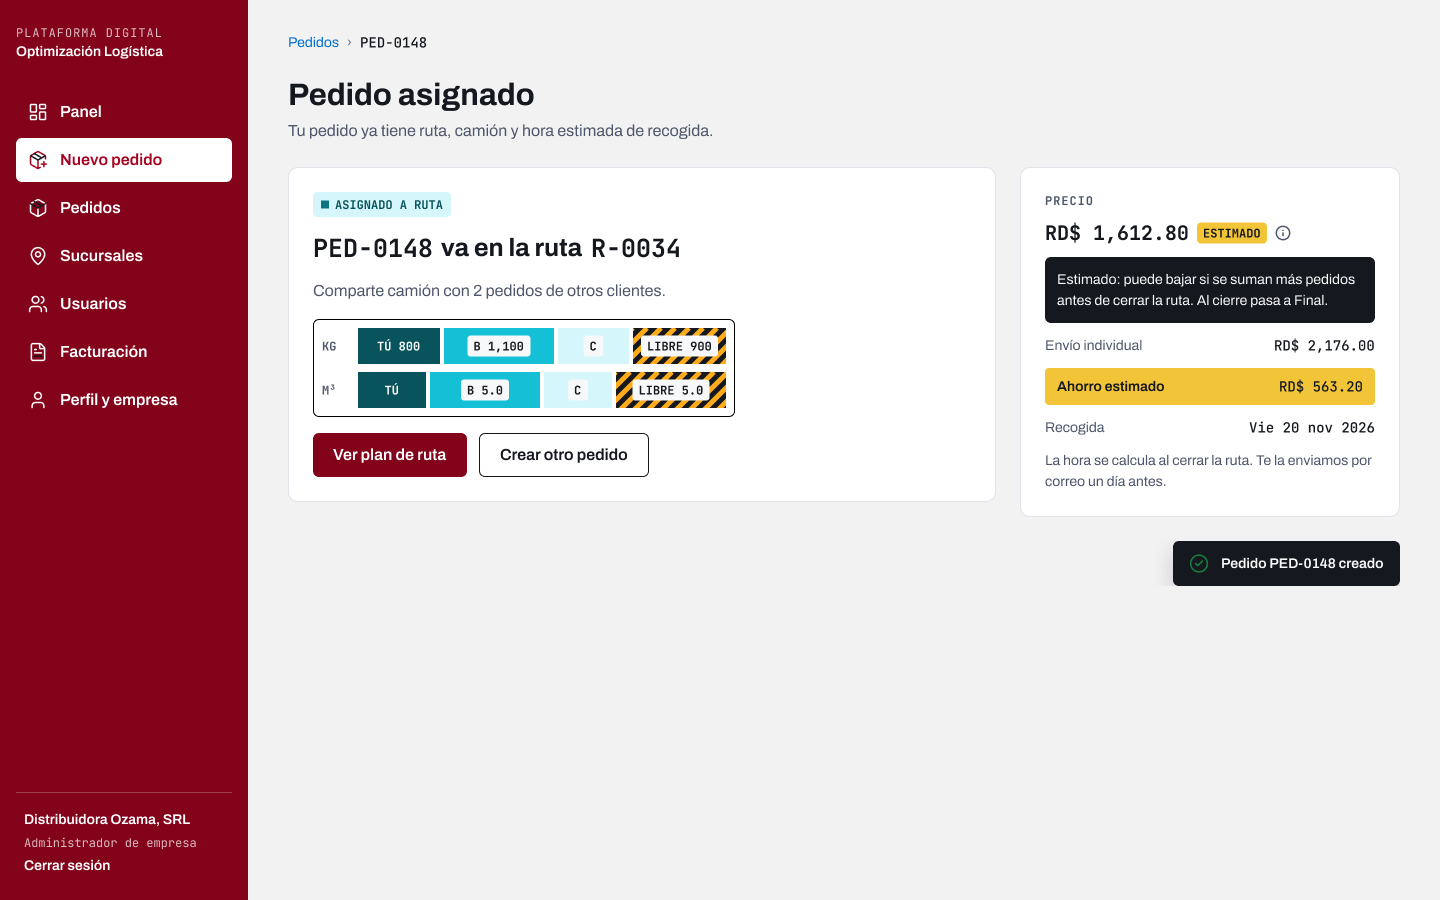 PLATAFORMA DIGITAL
Optimización Logística
Panel
Nuevo pedido
Pedidos
Sucursales
Usuarios
Facturación
Perfil y empresa
Distribuidora Ozama, SRL
Administrador de empresa
Cerrar sesión
Pedidos › PED-0148
Pedido asignado
Tu pedido ya tiene ruta, camión y hora estimada de recogida.
ASIGNADO A RUTA
PED-0148 va en la ruta R-0034
Comparte camión con 2 pedidos de otros clientes.
KG TÚ 800 B 1,100 C LIBRE 900
M³ TÚ B 5.0 C LIBRE 5.0
Ver plan de ruta Crear otro pedido
PRECIO
RD$ 1,612.80 ESTIMADO
Estimado: puede bajar si se suman más pedidos
antes de cerrar la ruta. Al cierre pasa a Final.
Envío individual RD$ 2,176.00
Ahorro estimado RD$ 563.20
Recogida Vie 20 nov 2026
La hora se calcula al cerrar la ruta. Te la enviamos por
correo un día antes.
Pedido PED-0148 creado